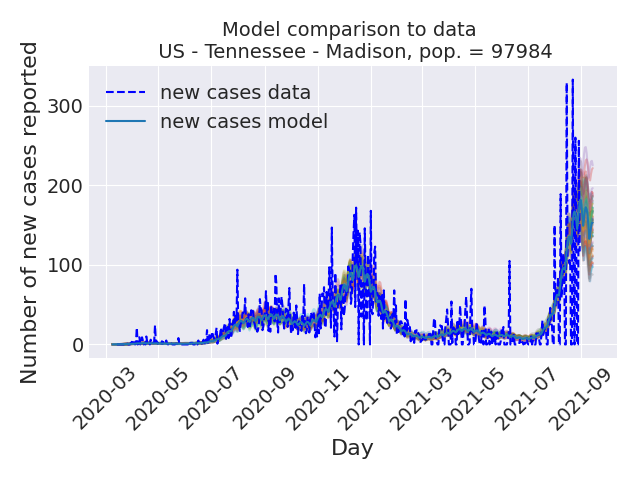 Model comparison to data
US - Tennessee - Madison, pop. = 97984
Number of new cases reported
300
200
100
0
new cases data
new cases model
2020-03
2020-05
2020-07
2020-09
2020-11
2021-01
2021-03
2021-05
2021-07
2021-09
Day